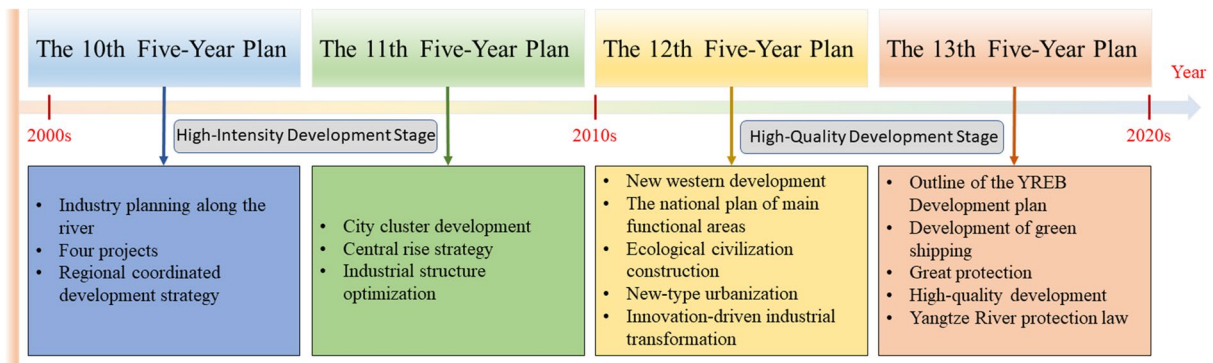 The 10th Five-Year Plan
The 11th Five-Year Plan
The 12th Five-Year Plan
The 13th Five-Year Plan
Year
2000s
High-Intensity Development Stage
2010s
High-Quality Development Stage
2020s
• Industry planning along the
river
• Four projects
• Regional coordinated
development strategy
• City cluster development
• Central rise strategy
• Industrial structure
optimization
• New western development
• The national plan of main
functional areas
• Ecological civilization
construction
• New-type urbanization
• Innovation-driven industrial
transformation
• Outline of the YREB
Development plan
• Development of green
shipping
• Great protection
• High-quality development
• Yangtze River protection law